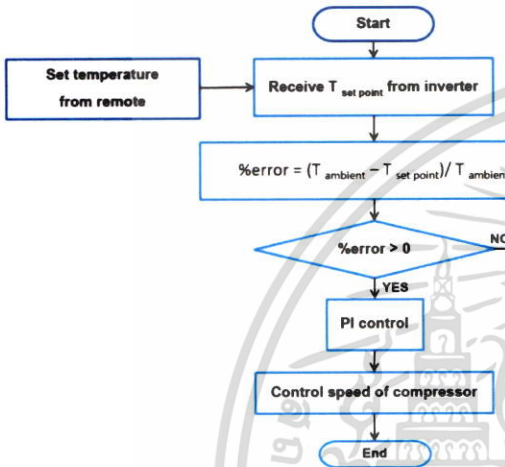 Start
Set temperature
from remote
Receive T set point from inverter
%error = (T ambient – T set point)/ T ambien
%error > 0
NO
YES
PI control
Control speed of compressor
End